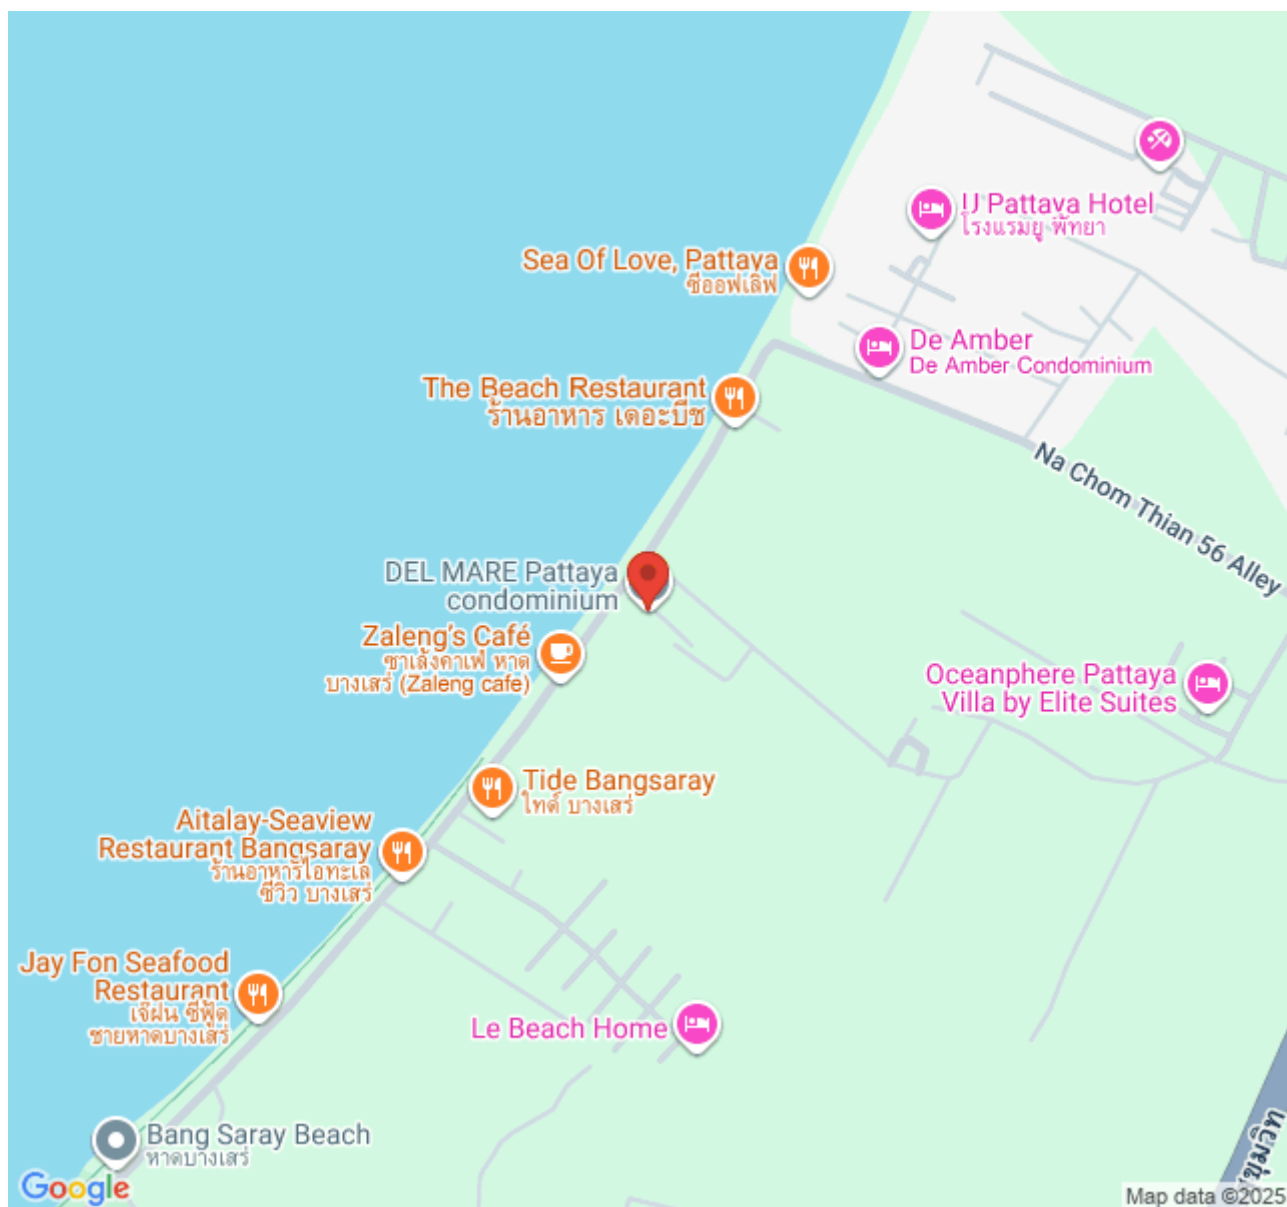 U Pattaya Hotel
โรงแรมยู พัทยา
Sea Of Love, Pattaya
ซีออฟเลิฟ
De Amber
De Amber Condominium
The Beach Restaurant
ร้านอาหาร เดอะบีช
Na Chom Thian 56 Alley
DEL MARE Pattaya
condominium
Zaleng's Café
ซาเล้งคาเฟ่ หาด
บางเสร่ (Zaleng cafe)
Oceanphere Pattaya
Villa by Elite Suites
Tide Bangsaray
ไทด์ บางเสร่
Aitalay-Seaview
Restaurant Bangsaray
ร้านอาหารไอทะเล
ซีวิว บางเสร่
Jay Fon Seafood
Restaurant
เจ๊ฝน ซีฟู้ด
ชายหาดบางเสร่
Le Beach Home
Bang Saray Beach
หาดบางเสร่
Google
Map data ©2025